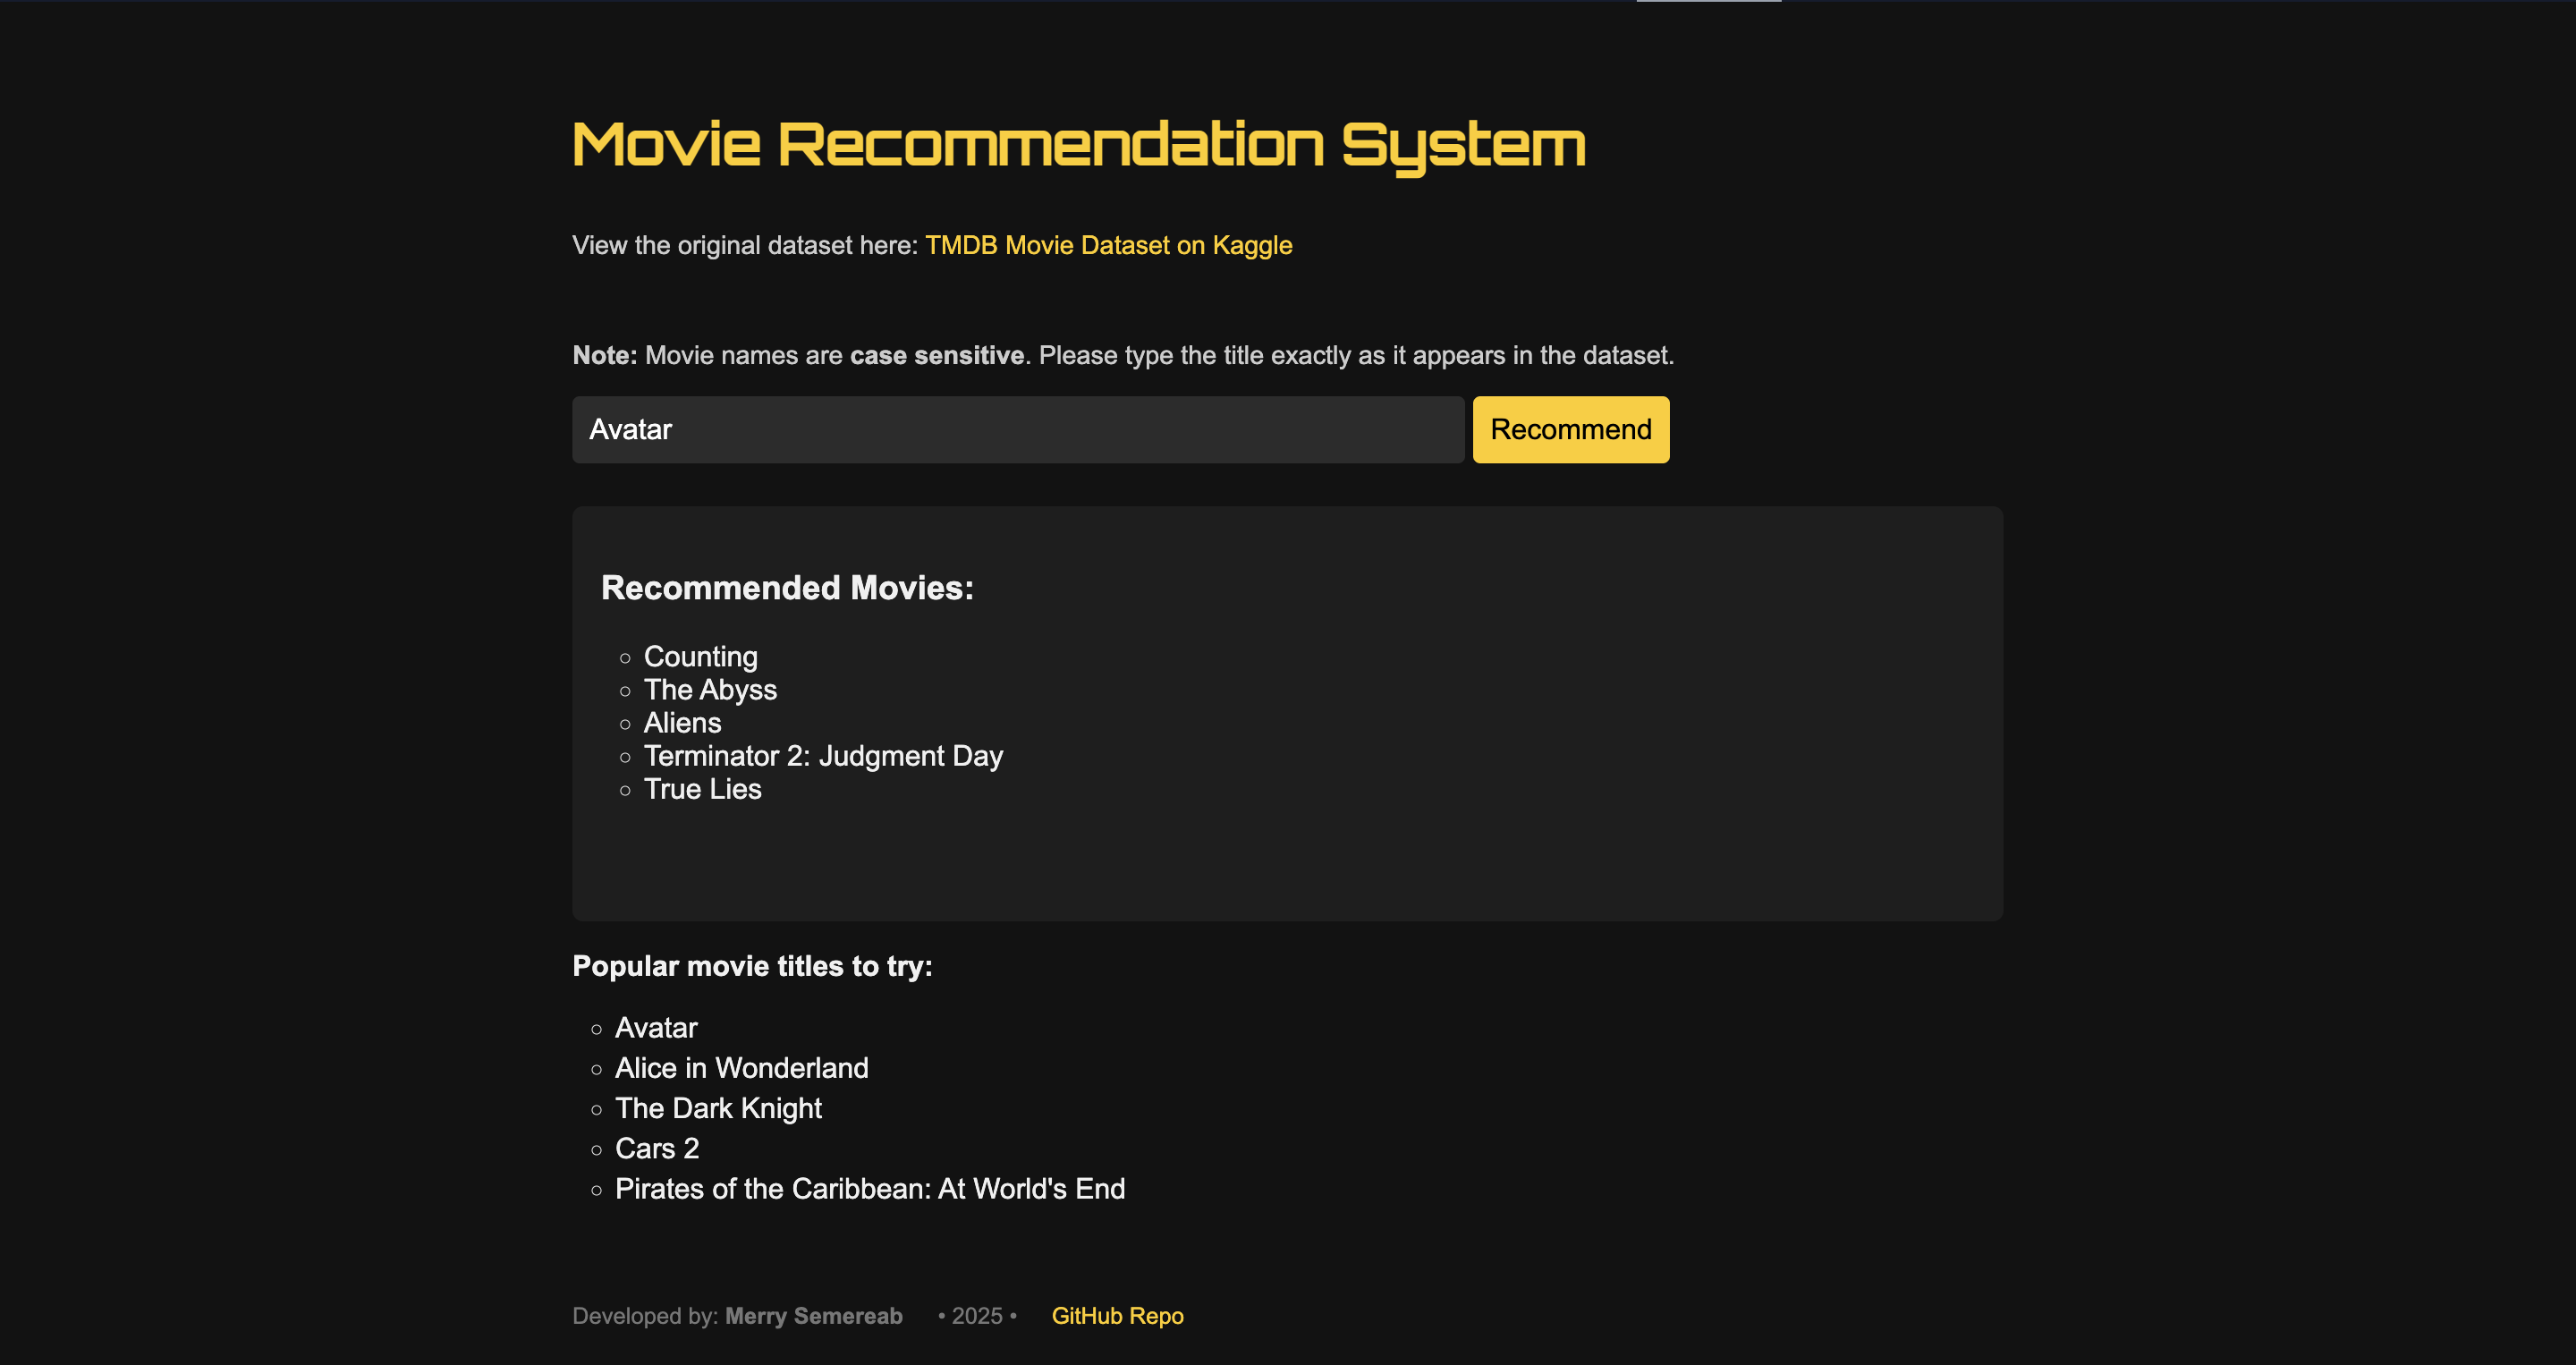 Movie Recommendation System
View the original dataset here: TMDB Movie Dataset on Kaggle
Note: Movie names are case sensitive. Please type the title exactly as it appears in the dataset.
Avatar Recommend
Recommended Movies:
Counting
The Abyss
Aliens
Terminator 2: Judgment Day
True Lies
Popular movie titles to try:
Avatar
Alice in Wonderland
The Dark Knight
Cars 2
Pirates of the Caribbean: At World's End
Developed by: Merry Semereab • 2025 • GitHub Repo